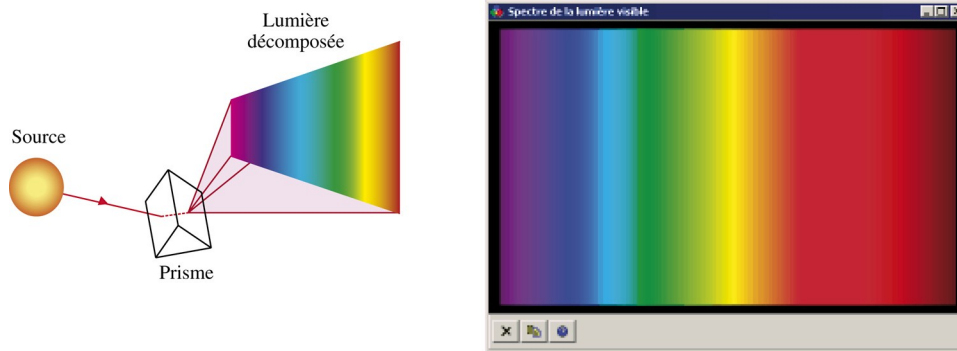 Lumière
décomposée
Source
Prisme
Spectre de la lumière visible